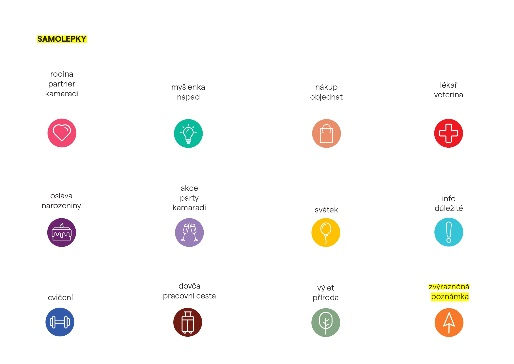 SAMOLEPKY
rodina
partner
kamarádi
myšlenka
nápad
nákup
objednat
lékař
veterina
oslava
narozeniny
akce
party
kamarádi
svátek
info
důležité
cvičení
dovča
pracovní cesta
výlet
příroda
zvýrazněná
poznámka